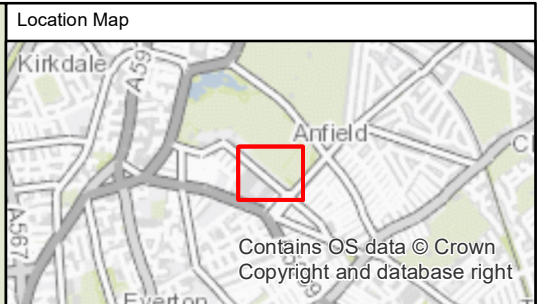 Location Map
Kirkdale
A59
Anfield
A567
Contains OS data © Crown
Copyright and database right
Everton